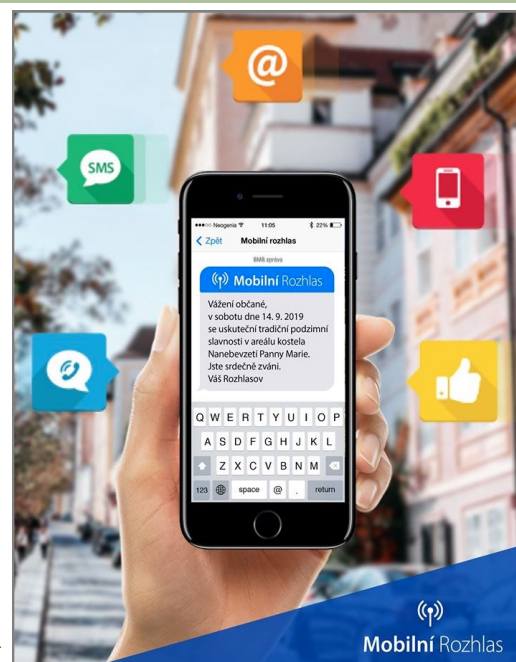 @
SMS
Neogenia 11:05 22%
Zpět Mobilní rozhlas
SMS zpráva
Mobilní Rozhlas
Vážení občané,
v sobotu dne 14. 9. 2019
se uskuteční tradiční podzimní
slavnosti v areálu kostela
Nanebevzetí Panny Marie.
Jste srdečně zváni.
Váš Rozhlasov
Q W E R T Y U I O P
A S D F G H J K L
Z X C V B N M
123 space @ . return
Mobilní Rozhlas